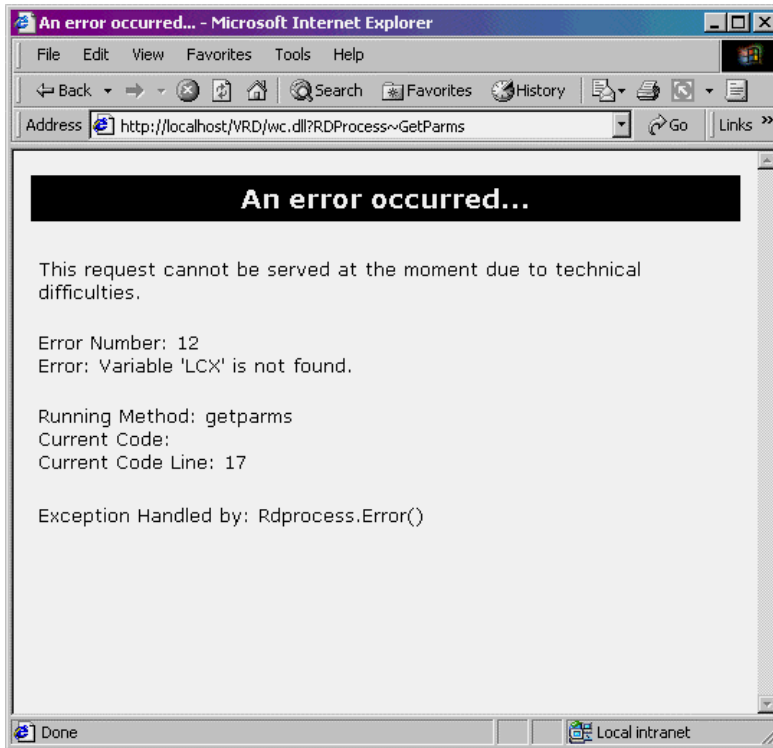 An error occurred... - Microsoft Internet Explorer
File Edit View Favorites Tools Help
Back Search Favorites History
Address http://localhost/VRD/wc.dll?RDProcess~GetParms Go Links »
An error occurred...
This request cannot be served at the moment due to technical
difficulties.
Error Number: 12
Error: Variable 'LCX' is not found.
Running Method: getparms
Current Code:
Current Code Line: 17
Exception Handled by: Rdprocess.Error()
Done Local intranet